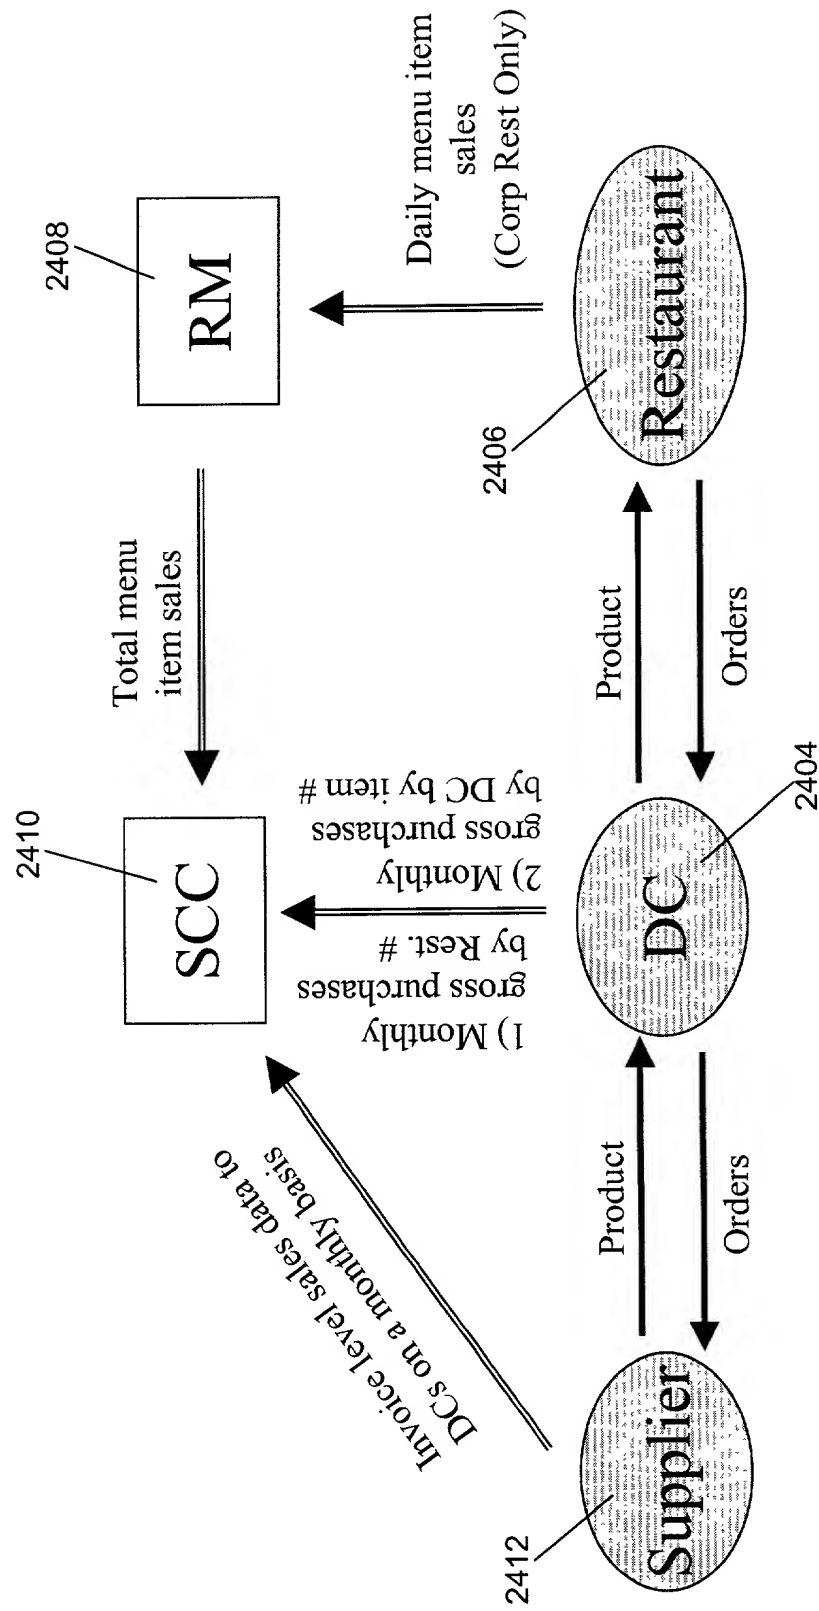 2410
SCC
Total menu
item sales
2408
RM
Invoice level sales data to
DCs on a monthly basis
1) Monthly
gross purchases
by Rest. #
2) Monthly
gross purchases
by DC by item #
Daily menu item
sales
(Corp Rest Only)
2412
Supplier
Product
Orders
DC
2404
Product
Orders
2406
Restaurant